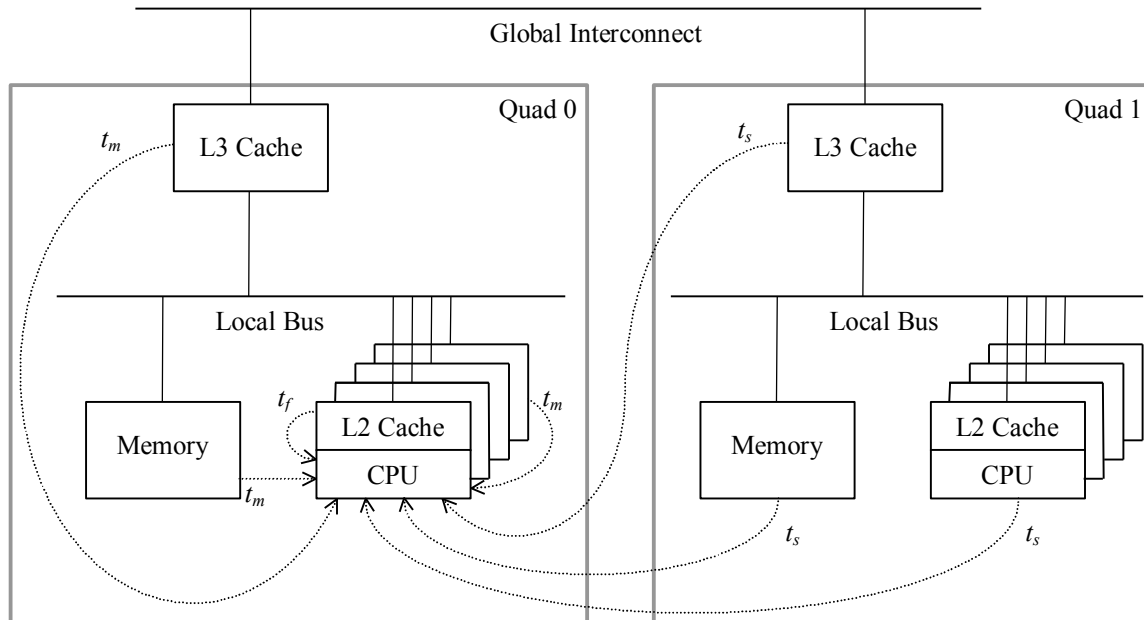 Global Interconnect
Quad 0
Quad 1
t_m
L3 Cache
t_s
L3 Cache
Local Bus
Local Bus
t_f
t_m
L2 Cache
L2 Cache
Memory
Memory
CPU
CPU
t_m
t_s
t_s